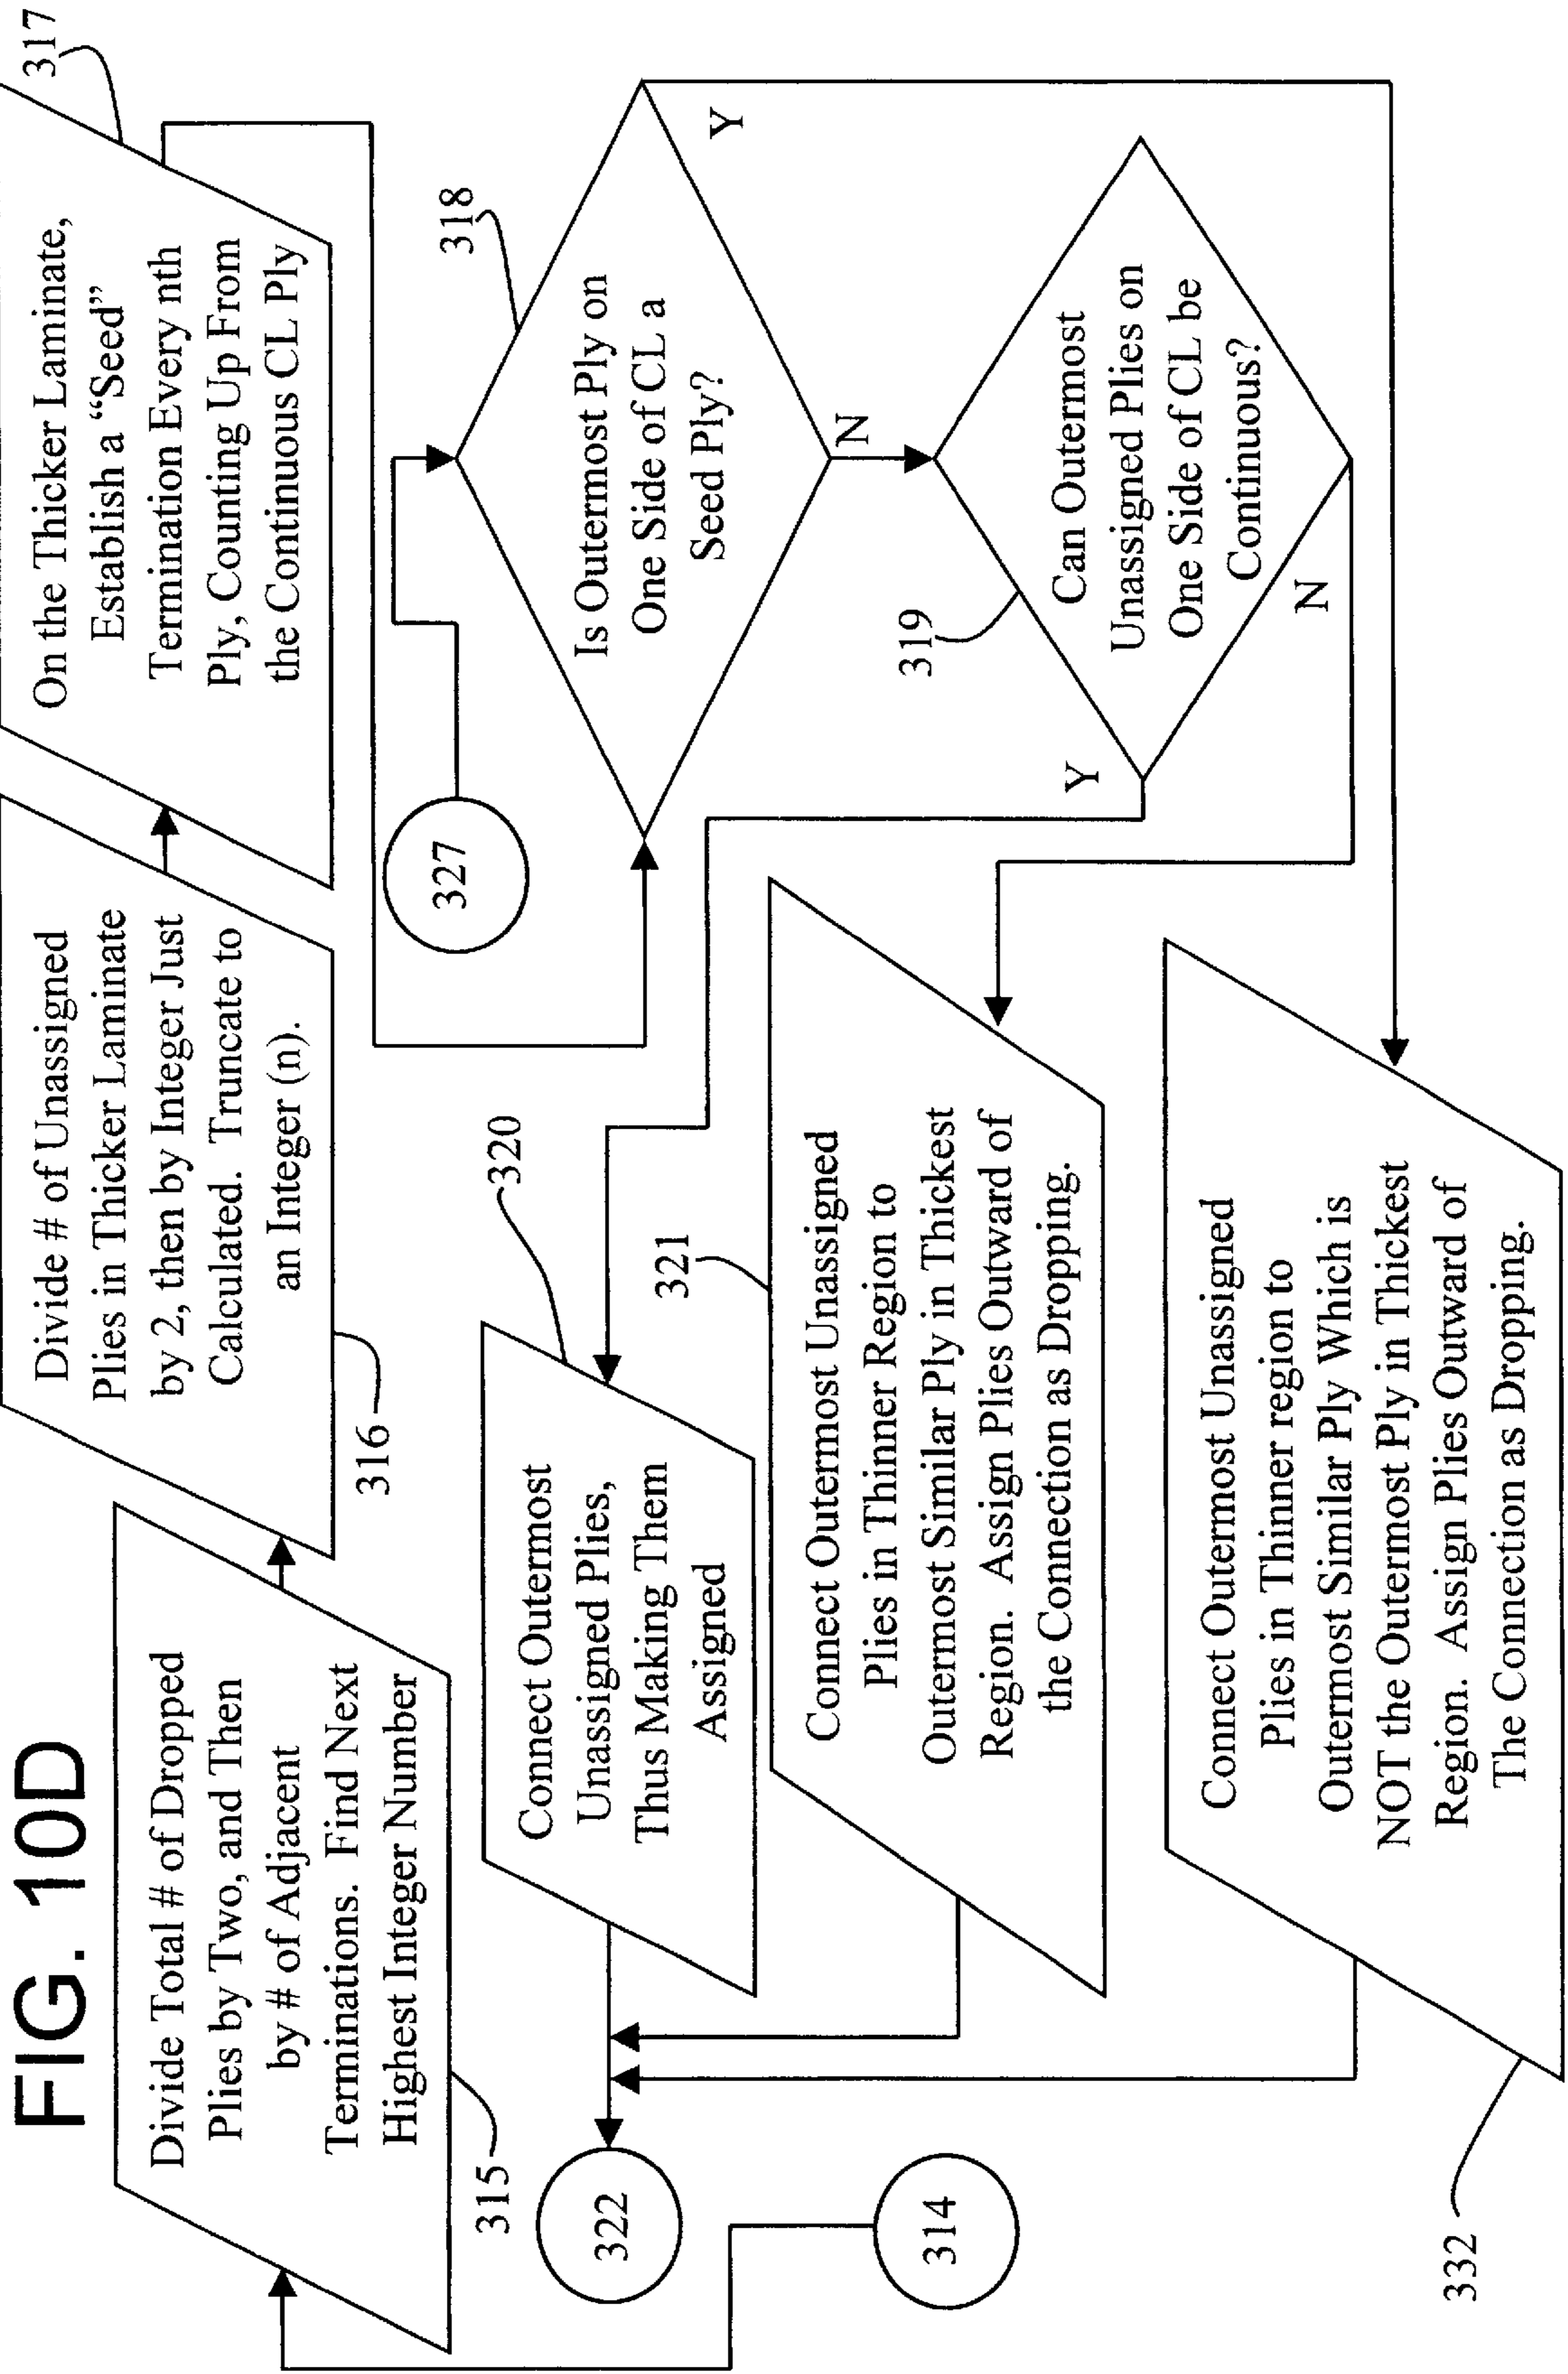 FIG. 10D
Divide Total # of Dropped
Plies by Two, and Then
by # of Adjacent
Terminations. Find Next
Highest Integer Number
315
Divide # of Unassigned
Plies in Thicker Laminate
by 2, then by Integer Just
Calculated. Truncate to
an Integer (n).
316
On the Thicker Laminate,
Establish a “Seed”
Termination Every nth
Ply, Counting Up From
the Continuous CL Ply
317
327
318
Is Outermost Ply on
One Side of CL a
Seed Ply?
Y
N
319
Can Outermost
Unassigned Plies on
One Side of CL be
Continuous?
Y
N
320
Connect Outermost
Unassigned Plies,
Thus Making Them
Assigned
321
Connect Outermost Unassigned
Plies in Thinner Region to
Outermost Similar Ply in Thickest
Region. Assign Plies Outward of
the Connection as Dropping.
Connect Outermost Unassigned
Plies in Thinner region to
Outermost Similar Ply Which is
NOT the Outermost Ply in Thickest
Region. Assign Plies Outward of
The Connection as Dropping.
332
322
314